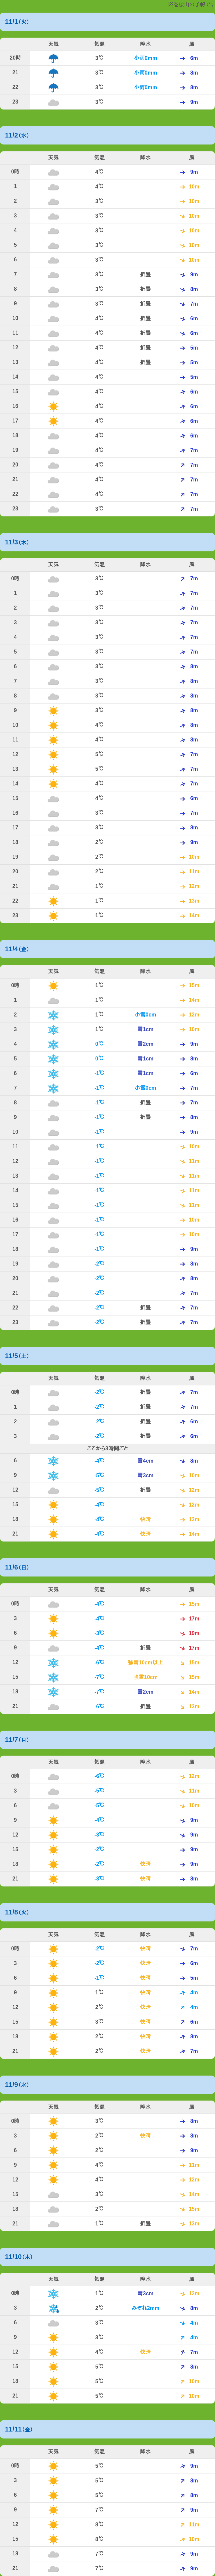 11/1（火）
天気 気温 降水 風
20時 3℃ 小雨0mm 6m
21 3℃ 小雨0mm 8m
22 3℃ 小雨0mm 8m
23 3℃ 9m
11/2（水）
天気 気温 降水 風
0時 4℃ 9m
1 4℃ 10m
2 3℃ 10m
3 3℃ 10m
4 3℃ 10m
5 3℃ 10m
6 3℃ 10m
7 3℃ 折曇 9m
8 3℃ 折曇 8m
9 3℃ 折曇 7m
10 4℃ 折曇 6m
11 4℃ 折曇 6m
12 4℃ 折曇 5m
13 4℃ 折曇 5m
14 4℃ 5m
15 4℃ 6m
16 4℃ 6m
17 4℃ 6m
18 4℃ 6m
19 4℃ 7m
20 4℃ 7m
21 4℃ 7m
22 4℃ 7m
23 3℃ 7m
11/3（木）
天気 気温 降水 風
0時 3℃ 7m
1 3℃ 7m
2 3℃ 7m
3 3℃ 7m
4 3℃ 7m
5 3℃ 7m
6 3℃ 8m
7 3℃ 8m
8 3℃ 8m
9 3℃ 8m
10 4℃ 8m
11 4℃ 8m
12 5℃ 7m
13 5℃ 7m
14 4℃ 7m
15 4℃ 6m
16 3℃ 7m
17 3℃ 8m
18 2℃ 9m
19 2℃ 10m
20 2℃ 11m
21 1℃ 12m
22 1℃ 13m
23 1℃ 14m
11/4（金）
天気 気温 降水 風
0時 1℃ 15m
1 1℃ 14m
2 1℃ 小雪0cm 12m
3 1℃ 雪1cm 10m
4 0℃ 雪2cm 9m
5 0℃ 雪1cm 8m
6 -1℃ 雪1cm 6m
7 -1℃ 小雪0cm 7m
8 -1℃ 折曇 7m
9 -1℃ 折曇 8m
10 -1℃ 9m
11 -1℃ 10m
12 -1℃ 11m
13 -1℃ 11m
14 -1℃ 11m
15 -1℃ 11m
16 -1℃ 10m
17 -1℃ 10m
18 -1℃ 9m
19 -2℃ 8m
20 -2℃ 8m
21 -2℃ 7m
22 -2℃ 折曇 7m
23 -2℃ 折曇 7m
11/5（土）
天気 気温 降水 風
0時 -2℃ 折曇 7m
1 -2℃ 折曇 7m
2 -2℃ 折曇 6m
3 -2℃ 折曇 6m
ここから3時間ごと
6 -4℃ 雪4cm 8m
9 -5℃ 雪3cm 10m
12 -5℃ 折曇 12m
15 -4℃ 12m
18 -4℃ 快晴 13m
21 -4℃ 快晴 14m
11/6（日）
天気 気温 降水 風
0時 -4℃ 15m
3 -4℃ 17m
6 -3℃ 19m
9 -4℃ 折曇 17m
12 -6℃ 強雪10cm以上 15m
15 -7℃ 強雪10cm 15m
18 -7℃ 雪2cm 14m
21 -6℃ 折曇 13m
11/7（月）
天気 気温 降水 風
0時 -6℃ 12m
3 -5℃ 11m
6 -5℃ 10m
9 -4℃ 9m
12 -3℃ 9m
15 -2℃ 9m
18 -2℃ 快晴 9m
21 -3℃ 快晴 8m
11/8（火）
天気 気温 降水 風
0時 -2℃ 快晴 7m
3 -2℃ 快晴 6m
6 -1℃ 快晴 5m
9 1℃ 快晴 4m
12 2℃ 快晴 4m
15 3℃ 快晴 6m
18 2℃ 快晴 8m
21 2℃ 快晴 7m
11/9（水）
天気 気温 降水 風
0時 3℃ 8m
3 2℃ 快晴 8m
6 2℃ 9m
9 4℃ 11m
12 4℃ 12m
15 3℃ 14m
18 2℃ 15m
21 1℃ 折曇 13m
11/10（木）
天気 気温 降水 風
0時 1℃ 雪3cm 12m
3 2℃ みぞれ2mm 8m
6 3℃ 4m
9 3℃ 4m
12 4℃ 快晴 7m
15 5℃ 8m
18 5℃ 10m
21 5℃ 10m
11/11（金）
天気 気温 降水 風
0時 5℃ 9m
3 5℃ 8m
6 5℃ 8m
9 7℃ 9m
12 8℃ 11m
15 8℃ 10m
18 7℃ 9m
21 7℃ 9m